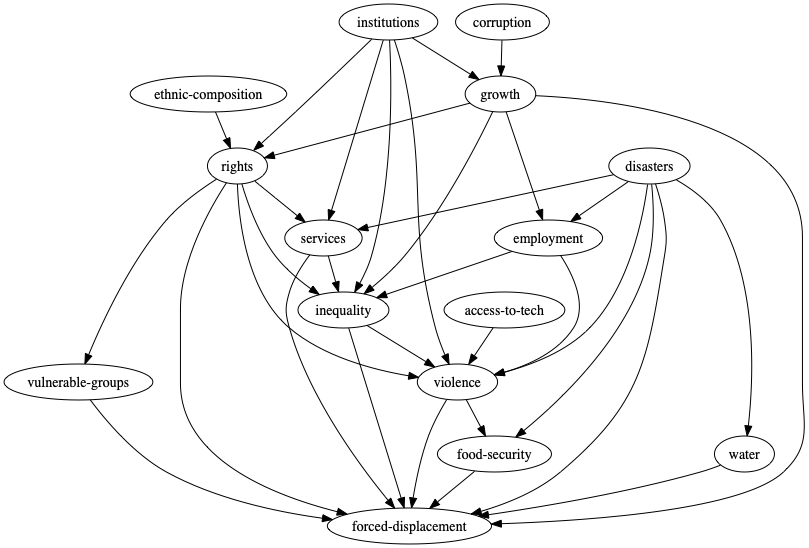 institutions
corruption
ethnic-composition
growth
rights
disasters
services
employment
inequality
access-to-tech
vulnerable-groups
violence
food-security
water
forced-displacement